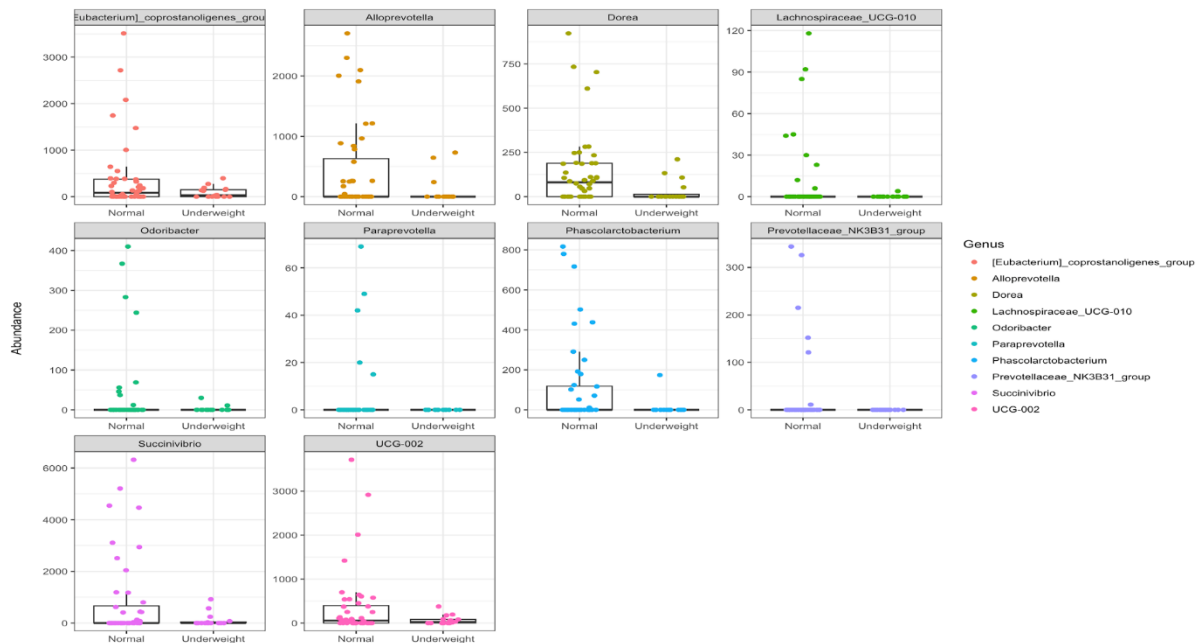 Eubacterium]_coprostanoligenes_grou
Alloprevotella
Dorea
Lachnospiraceae_UCG-010
3000
2000
1000
0
2000
1000
0
750
500
250
0
120
90
60
30
0
Normal Underweight
Normal Underweight
Normal Underweight
Normal Underweight
Odoribacter
Paraprevotella
Phascolarctobacterium
Prevotellaceae_NK3B31_group
400
300
200
100
0
60
40
20
0
800
600
400
200
0
300
200
100
0
Normal Underweight
Normal Underweight
Normal Underweight
Normal Underweight
Succinivibrio
UCG-002
6000
4000
2000
0
3000
2000
1000
0
Normal Underweight
Normal Underweight
Abundance
Genus
[Eubacterium]_coprostanoligenes_group
Alloprevotella
Dorea
Lachnospiraceae_UCG-010
Odoribacter
Paraprevotella
Phascolarctobacterium
Prevotellaceae_NK3B31_group
Succinivibrio
UCG-002